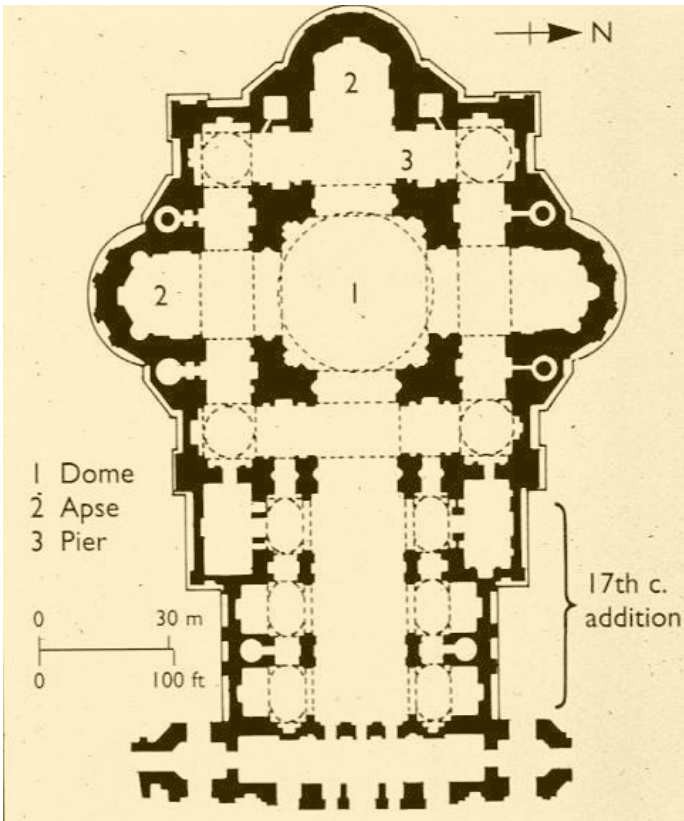 N
2
3
2
1
1 Dome
2 Apse
3 Pier
17th c.
addition
0 30 m
0 100 ft